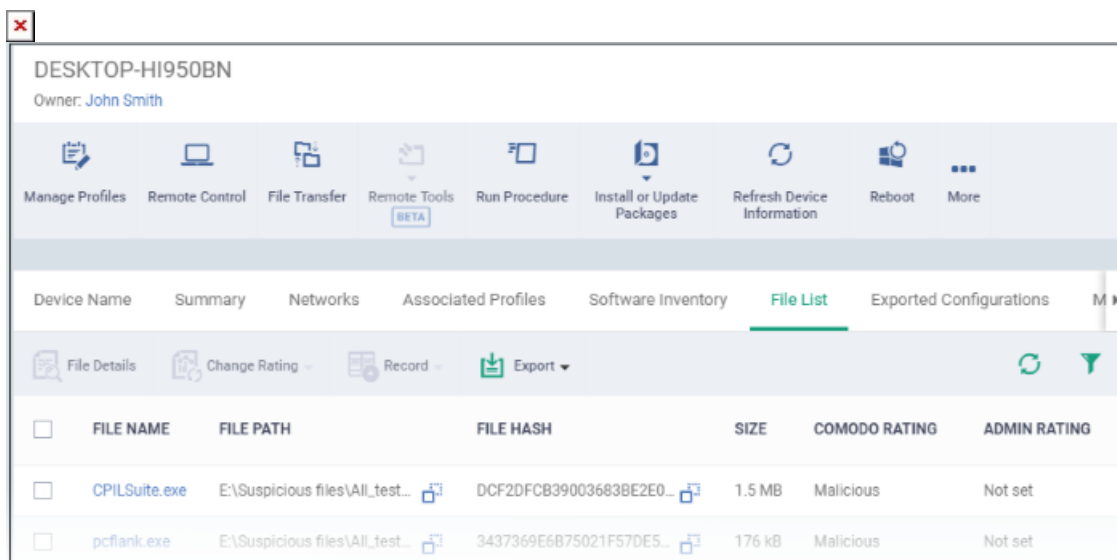 DESKTOP-HI950BN
Owner: John Smith
Manage Profiles Remote Control File Transfer Remote Tools Run Procedure Install or Update Refresh Device Reboot More
BETA Packages Information
Device Name Summary Networks Associated Profiles Software Inventory File List Exported Configurations M
File Details Change Rating Record Export
FILE NAME FILE PATH FILE HASH SIZE COMODO RATING ADMIN RATING
CPILSuite.exe E:\Suspicious files\All_test... DCF2DFCB39003683BE2E0... 1.5 MB Malicious Not set
pcflank.exe E:\Suspicious files\All_test... 3437369E6B75021F57DE5... 176 kB Malicious Not set